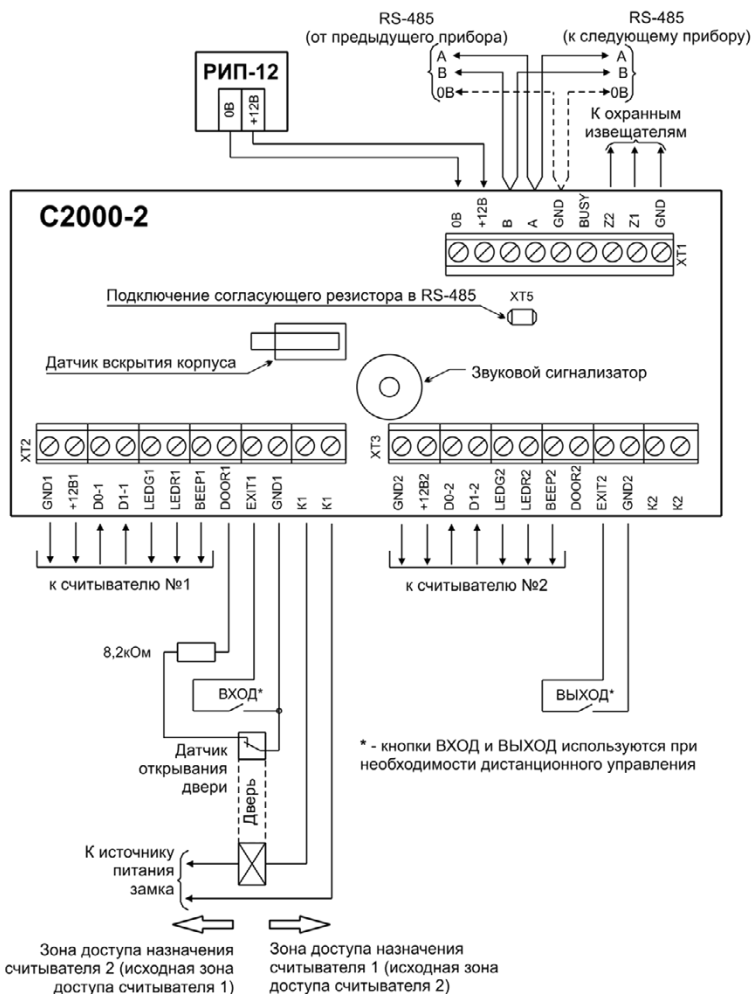 RS-485
(от предыдущего прибора)
RS-485
(к следующему прибору)
A
B
0В
A
B
0В
РИП-12
0В
+12В
К охранным
извещателям
С2000-2
0В
+12В
B
A
GND
BUSY
Z2
Z1
GND
XT1
Подключение согласующего резистора в RS-485
XT5
Датчик вскрытия корпуса
Звуковой сигнализатор
XT2
XT3
GND1
+12В1
D0-1
D1-1
LEDG1
LEDR1
BEEP1
DOOR1
EXIT1
GND1
K1
K1
GND2
+12В2
D0-2
D1-2
LEDG2
LEDR2
BEEP2
DOOR2
EXIT2
GND2
K2
K2
к считывателю №1
к считывателю №2
8,2кОм
ВХОД*
ВЫХОД*
Датчик
открывания
двери
* - кнопки ВХОД и ВЫХОД используются при
необходимости дистанционного управления
Дверь
К источнику
питания
замка
Зона доступа назначения
считывателя 2 (исходная зона
доступа считывателя 1)
Зона доступа назначения
считывателя 1 (исходная зона
доступа считывателя 2)